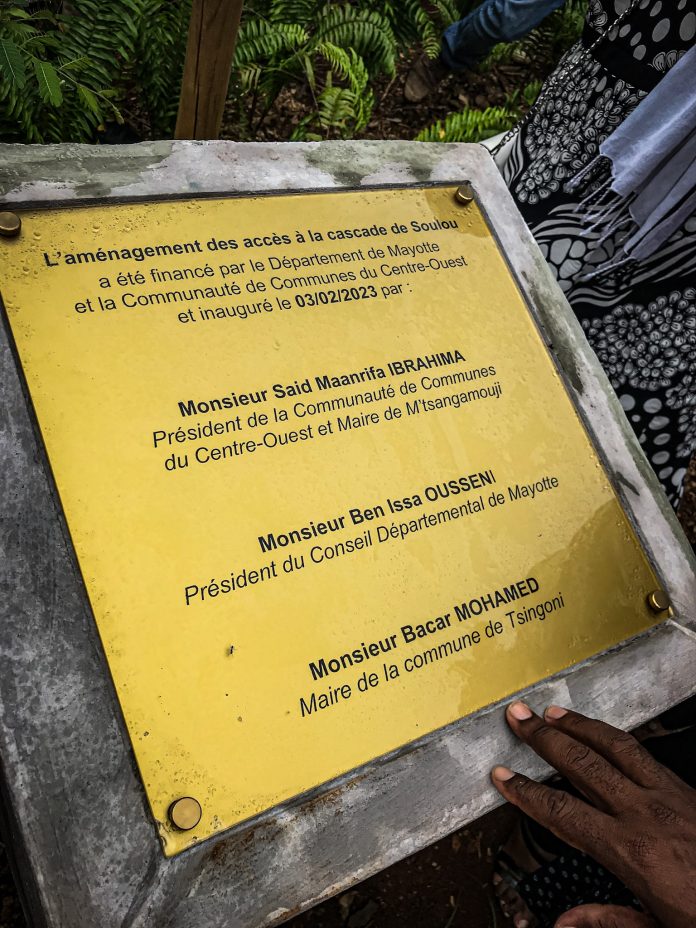 L'aménagement des accès à la cascade de Soulou
a été financé par le Département de Mayotte
et la Communauté de Communes du Centre-Ouest
et inauguré le 03/02/2023 par :
Monsieur Said Maanrifa IBRAHIMA
Président de la Communauté de Communes
du Centre-Ouest et Maire de M'tsangamouji
Monsieur Ben Issa OUSSENI
Président du Conseil Départemental de Mayotte
Monsieur Bacar MOHAMED
Maire de la commune de Tsingoni